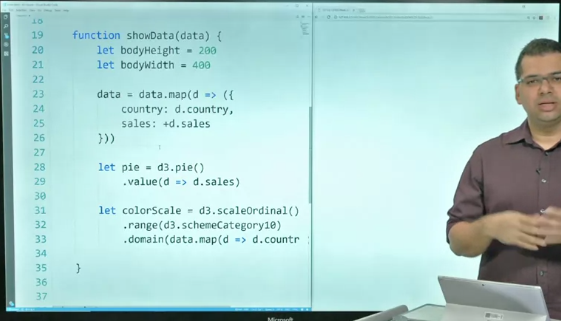 18
19 function showData(data) {
20 let bodyHeight = 200
21 let bodyWidth = 400
22
23 data = data.map(d => ({
24 country: d.country,
25 sales: +d.sales
26 }))
27
28 let pie = d3.pie()
29 .value(d => d.sales)
30
31 let colorScale = d3.scaleOrdinal()
32 .range(d3.schemeCategory10)
33 .domain(data.map(d => d.countr
34
35 }
36
37
Microsoft